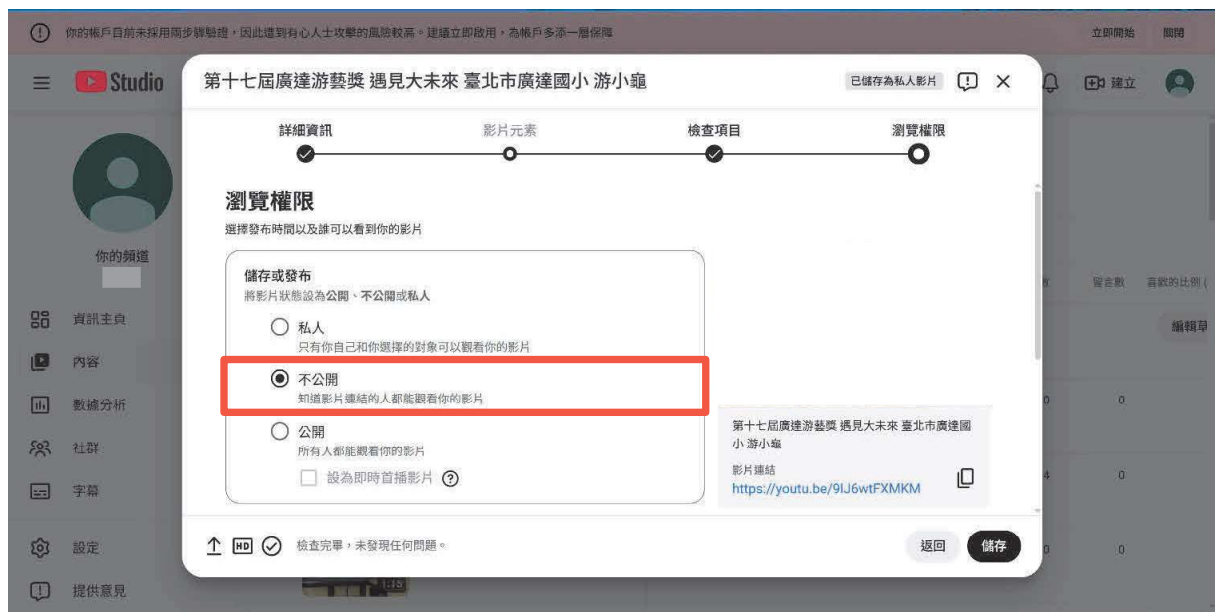 你的帳戶目前未採用兩步驟驗證，因此遭到有心人士攻擊的風險較高。建議立即啟用，為帳戶多添一層保障
立即開始
關閉
Studio
建立
第十七屆廣達游藝獎 遇見大未來 臺北市廣達國小 游小龜
已儲存為私人影片
詳細資訊
影片元素
檢查項目
瀏覽權限
瀏覽權限
選擇發布時間以及誰可以看到你的影片
儲存或發布
將影片狀態設為公開、不公開或私人
私人
只有你自己和你選擇的對象可以觀看你的影片
不公開
知道影片連結的人都能觀看你的影片
公開
所有人都能觀看你的影片
設為即時首播影片
第十七屆廣達游藝獎 遇見大未來 臺北市廣達國
小 游小龜
影片連結
https://youtu.be/9IJ6wtFXMKM
HD
檢查完畢，未發現任何問題。
返回
儲存
你的頻道
資訊主頁
內容
數據分析
社群
字幕
設定
提供意見
留言數
喜歡的比例 (
編輯草
0
0
4
0
0
0
1:15